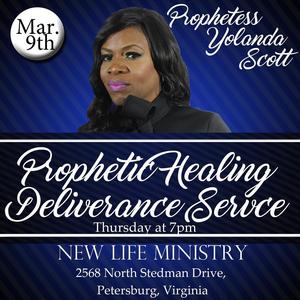 Mar.
9th
Prophetess
Yolanda
Scott
Prophetic Healing
Deliverance Servce
Thursday at 7pm
NEW LIFE MINISTRY
2568 North Stedman Drive,
Petersburg, Virginia